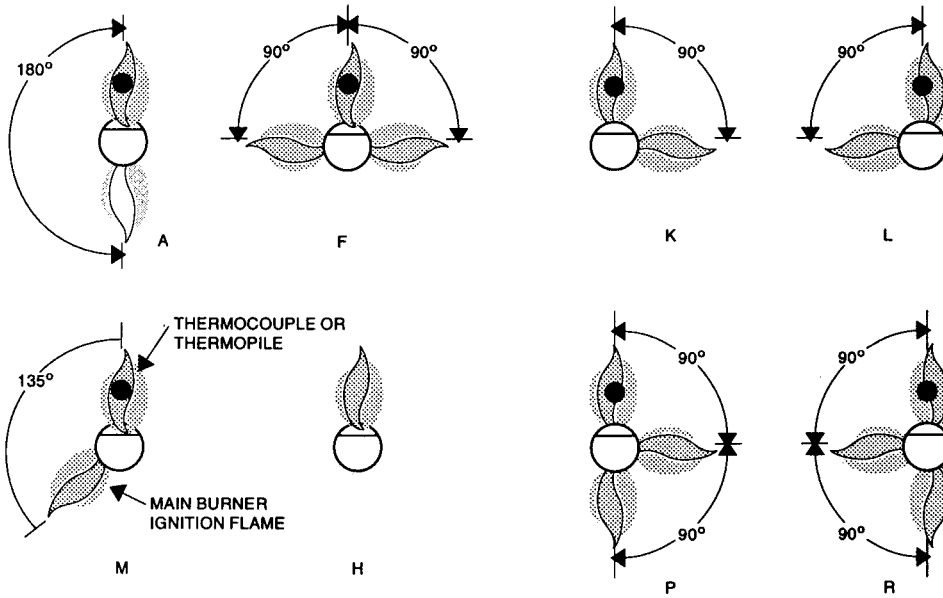 180°
90°
90°
90°
90°
A
F
K
L
THERMOCOUPLE OR
THERMOPILE
135°
90°
90°
MAIN BURNER
IGNITION FLAME
90°
90°
M
H
P
R